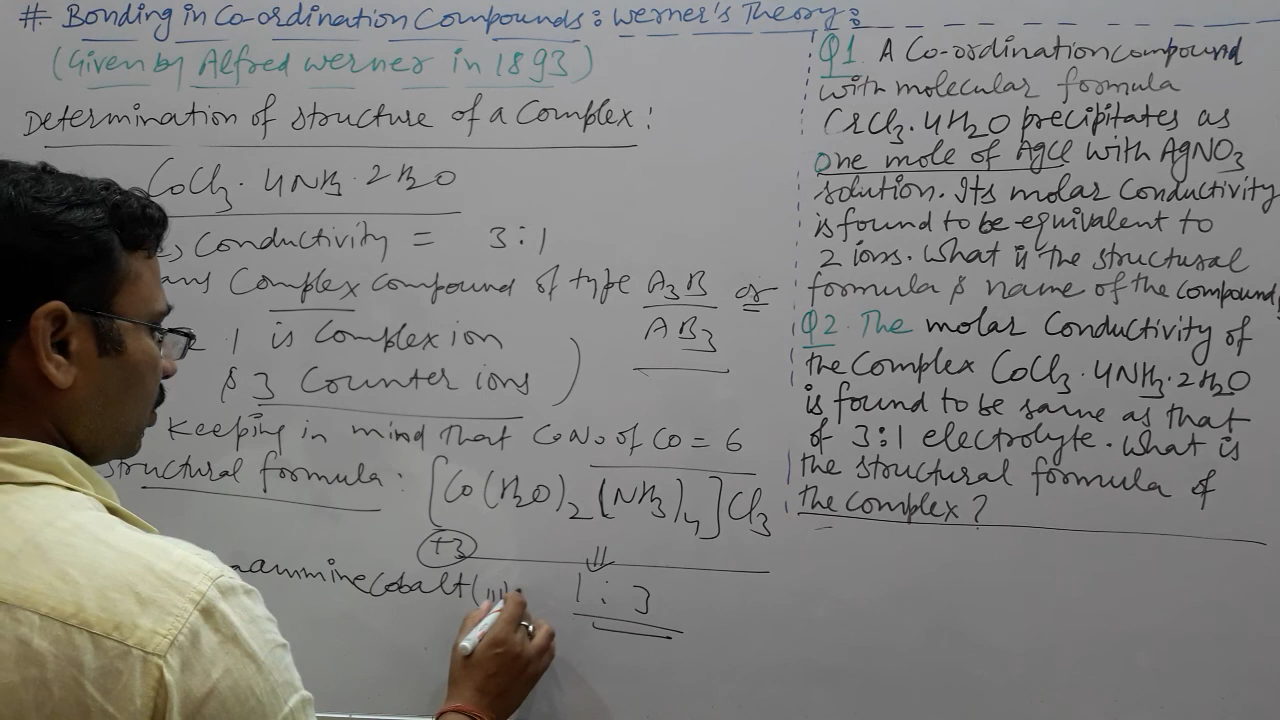 # Bonding in Co-ordination Compounds: Werner's Theory:
(Given by Alfred Werner in 1893)
Determination of structure of a Complex:
CoCl3. 4NH3. 2H2O
Conductivity = 3:1
Complex compound of type A3B or
AB3
1 is Complex ion
& 3 Counter ions)
Keeping in mind that CoNo of Co = 6
structural formula: [Co(H2O)2(NH3)4]Cl3
+3
1:3
ammine Cobalt(III)
Q1. A Co-ordination compound
with molecular formula
CrCl3. 4H2O precipitates as
one mole of AgCl with AgNO3
solution. Its molar Conductivity
is found to be equivalent to
2 ions. What is the structural
formula & name of the compound
Q2. The molar Conductivity of
the Complex CoCl3. 4NH3. 2H2O
is found to be same as that
of 3:1 electrolyte. What is
the structural formula of
the complex?